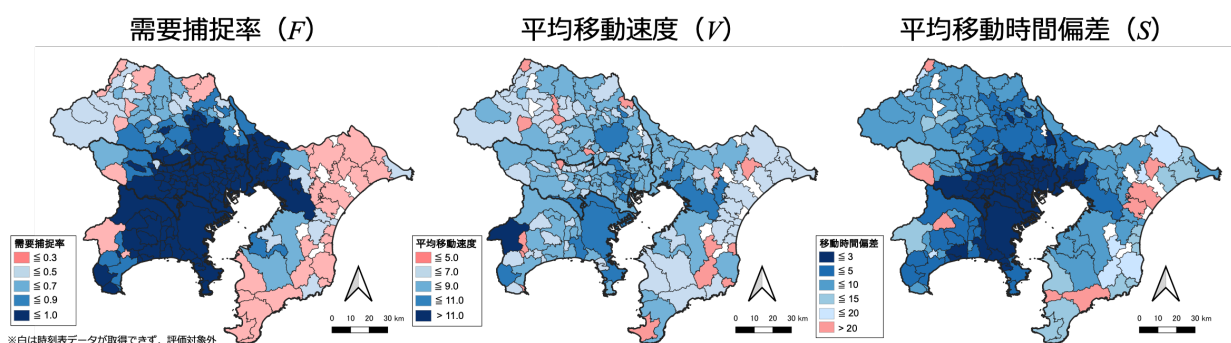 需要捕捉率（F）
平均移動速度（V）
平均移動時間偏差（S）
需要捕捉率
≦ 0.3
≦ 0.5
≦ 0.7
≦ 0.9
≦ 1.0
0 10 20 30 km
※白は時刻表データが取得できず、評価対象外
平均移動速度
≦ 5.0
≦ 7.0
≦ 9.0
≦ 11.0
> 11.0
0 10 20 30 km
移動時間偏差
≦ 3
≦ 5
≦ 10
≦ 15
≦ 20
> 20
0 10 20 30 km